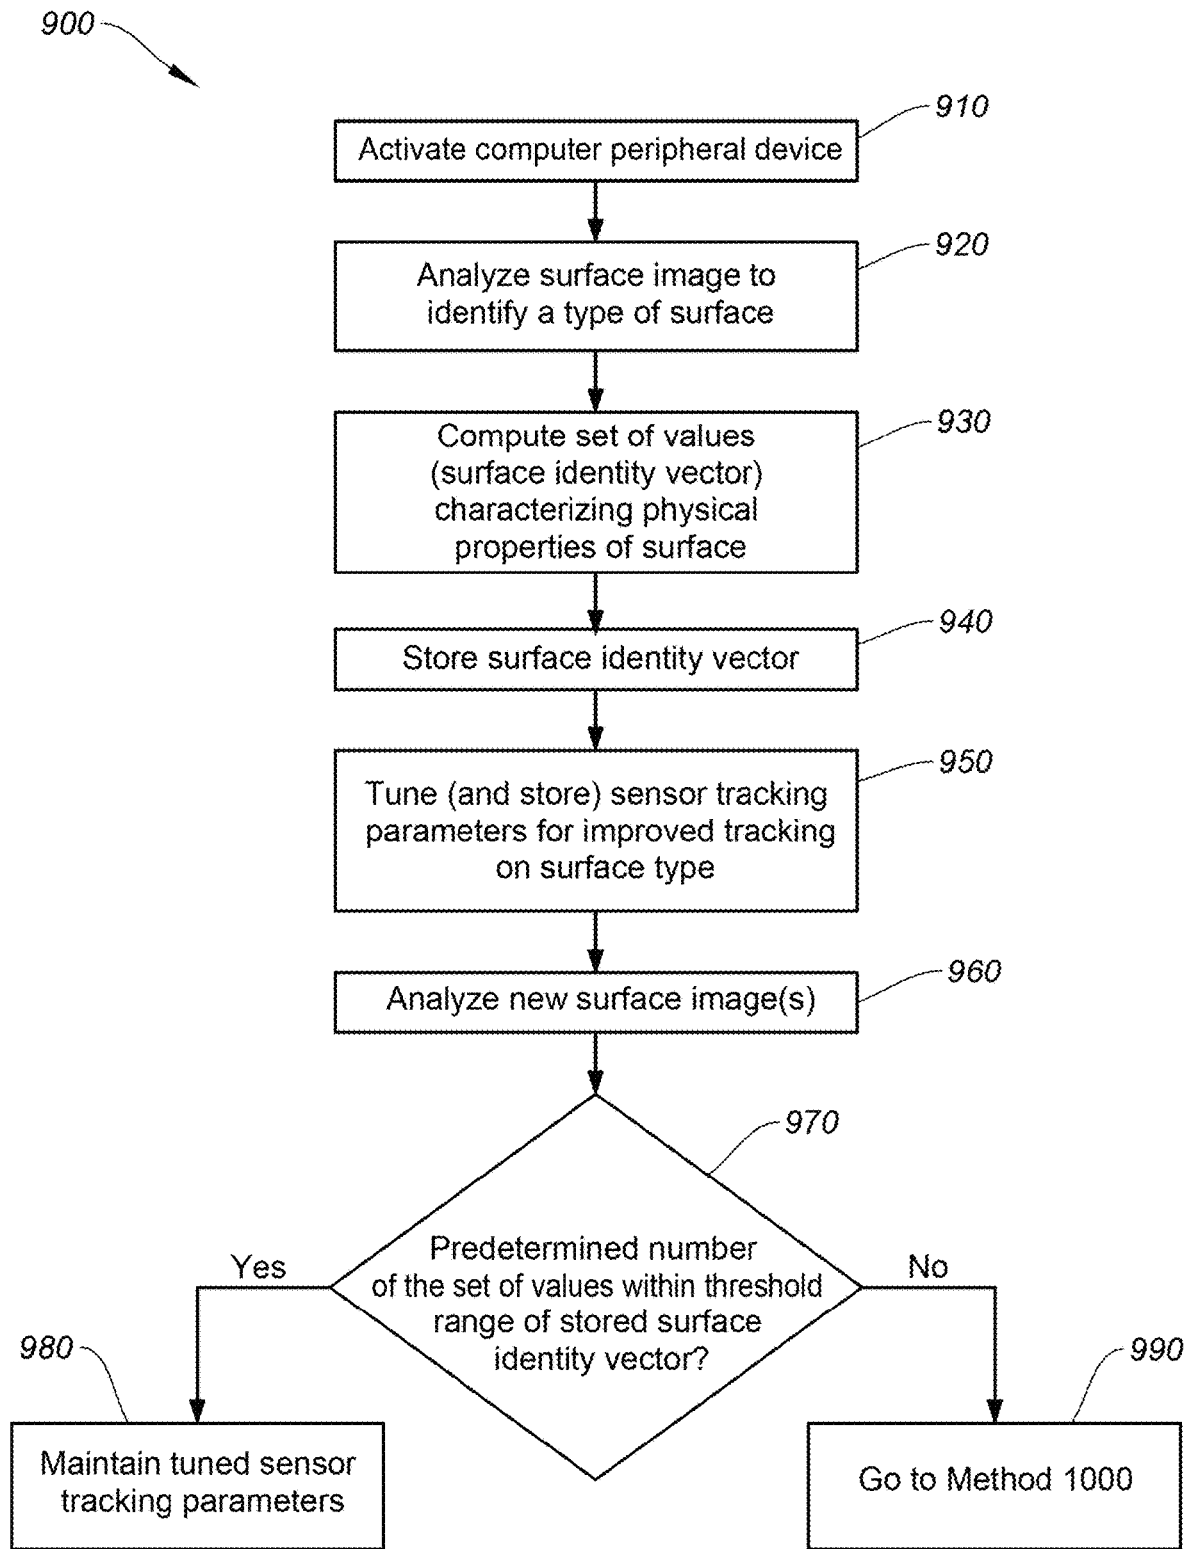 900
910
Activate computer peripheral device
920
Analyze surface image to
identify a type of surface
930
Compute set of values
(surface identity vector)
characterizing physical
properties of surface
940
Store surface identity vector
950
Tune (and store) sensor tracking
parameters for improved tracking
on surface type
960
Analyze new surface image(s)
970
Predetermined number
of the set of values within threshold
range of stored surface
identity vector?
Yes
No
980
Maintain tuned sensor
tracking parameters
990
Go to Method 1000